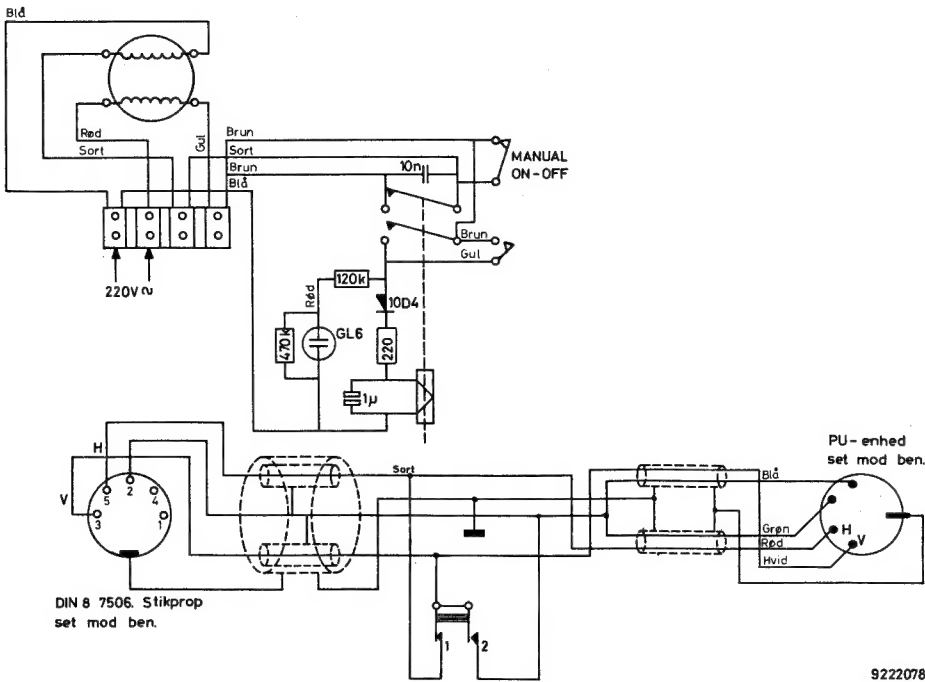 Blå
Rød
Sort
Gul
Brun
Sort
Brun
Blå
10n
MANUAL
ON-OFF
Brun
Gul
220V ~
Rød
120k
10D4
470k
GL6
220
1µ
H
V
5
2
4
3
1
DIN 8 7506. Stikprop
set mod ben.
Sort
1
2
PU-enhed
set mod ben.
Blå
Grøn
Rød
Hvid
H
V
9222078